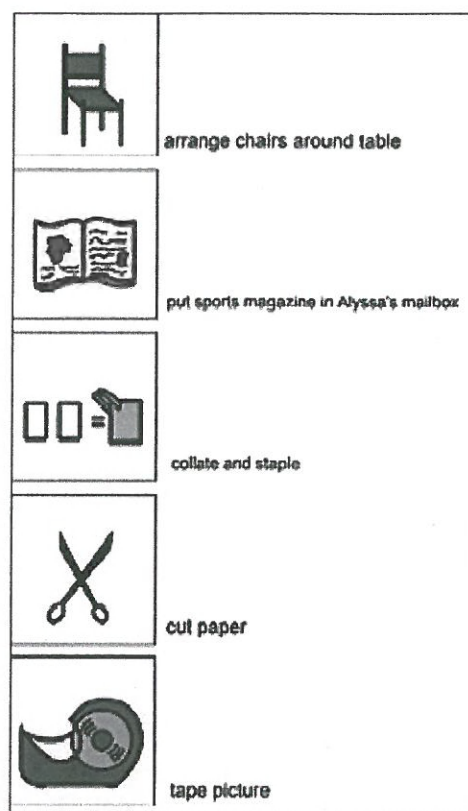 arrange chairs around table
put sports magazine in Alyssa's mailbox
collate and staple
cut paper
tape picture